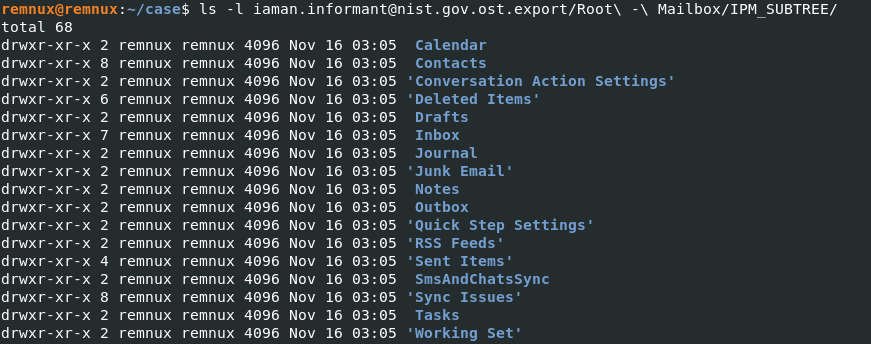 remnux@remnux:~/case$ ls -l iaman.informant@nist.gov.ost.export/Root\ -\ Mailbox/IPM_SUBTREE/
total 68
drwxr-xr-x 2 remnux remnux 4096 Nov 16 03:05  Calendar
drwxr-xr-x 8 remnux remnux 4096 Nov 16 03:05  Contacts
drwxr-xr-x 2 remnux remnux 4096 Nov 16 03:05 'Conversation Action Settings'
drwxr-xr-x 6 remnux remnux 4096 Nov 16 03:05 'Deleted Items'
drwxr-xr-x 2 remnux remnux 4096 Nov 16 03:05  Drafts
drwxr-xr-x 7 remnux remnux 4096 Nov 16 03:05  Inbox
drwxr-xr-x 2 remnux remnux 4096 Nov 16 03:05  Journal
drwxr-xr-x 2 remnux remnux 4096 Nov 16 03:05 'Junk Email'
drwxr-xr-x 2 remnux remnux 4096 Nov 16 03:05  Notes
drwxr-xr-x 2 remnux remnux 4096 Nov 16 03:05  Outbox
drwxr-xr-x 2 remnux remnux 4096 Nov 16 03:05 'Quick Step Settings'
drwxr-xr-x 2 remnux remnux 4096 Nov 16 03:05 'RSS Feeds'
drwxr-xr-x 4 remnux remnux 4096 Nov 16 03:05 'Sent Items'
drwxr-xr-x 2 remnux remnux 4096 Nov 16 03:05  SmsAndChatsSync
drwxr-xr-x 8 remnux remnux 4096 Nov 16 03:05 'Sync Issues'
drwxr-xr-x 2 remnux remnux 4096 Nov 16 03:05  Tasks
drwxr-xr-x 2 remnux remnux 4096 Nov 16 03:05 'Working Set'